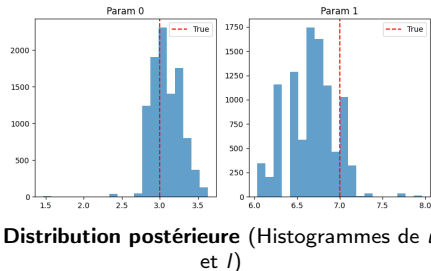 Param 0
Param 1
True
True
2000
1500
1000
500
0
1750
1500
1250
1000
750
500
250
0
1.5 2.0 2.5 3.0 3.5
6.0 6.5 7.0 7.5 8.0
Distribution postérieure (Histogrammes de
et l)